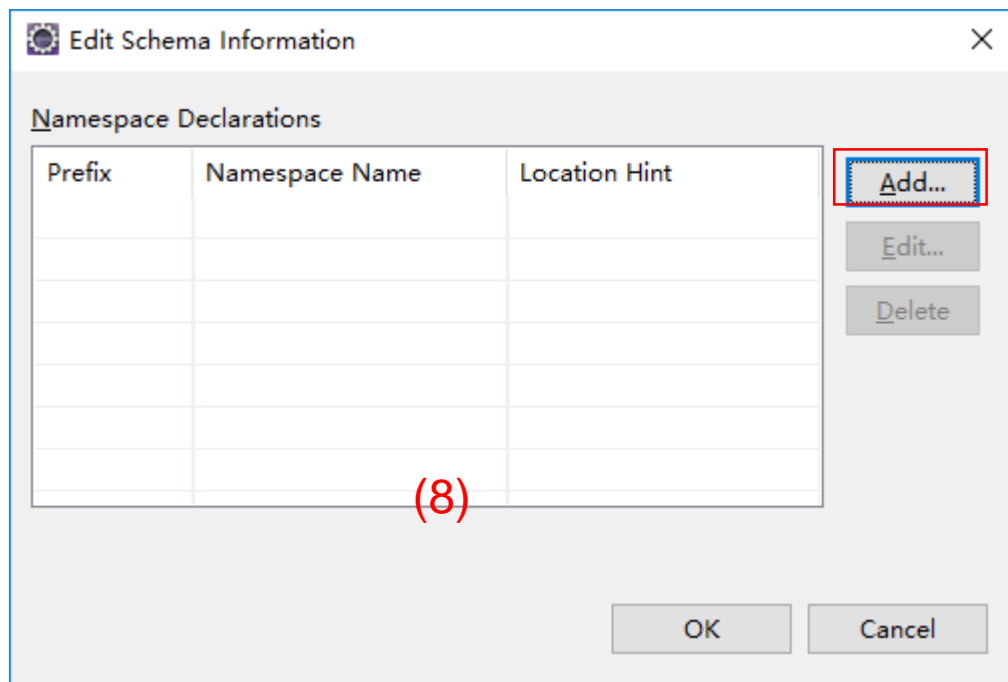 Edit Schema Information
Namespace Declarations
Prefix Namespace Name Location Hint
Add...
Edit...
Delete
(8)
OK Cancel